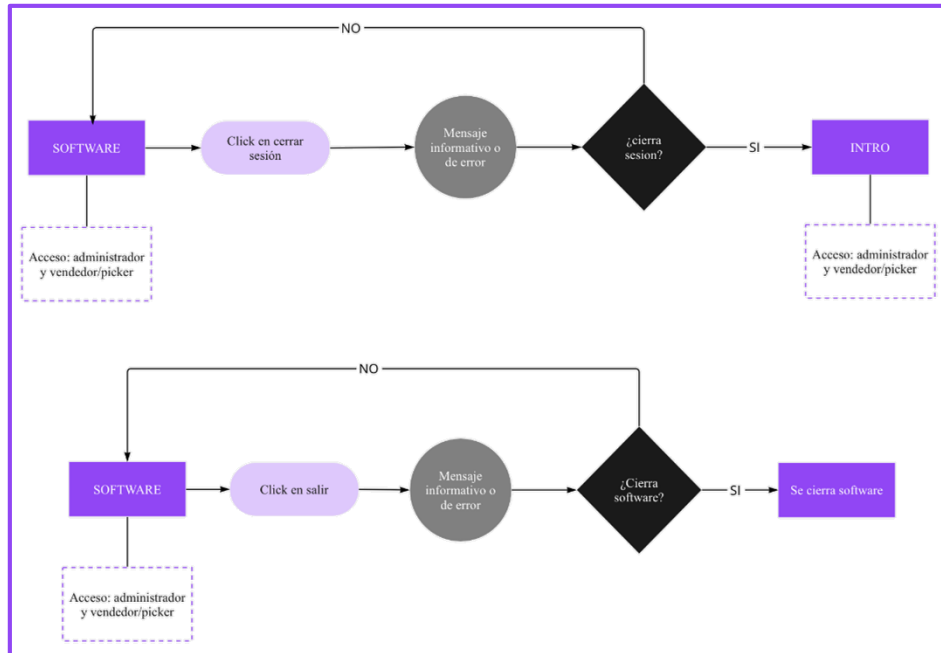 NO
SOFTWARE
Click en cerrar
sesión
Mensaje
informativo o
de error
¿cierra
sesion?
SI
INTRO
Acceso: administrador
y vendedor/picker
Acceso: administrador
y vendedor/picker
NO
SOFTWARE
Click en salir
Mensaje
informativo o
de error
¿Cierra
software?
SI
Se cierra software
Acceso: administrador
y vendedor/picker